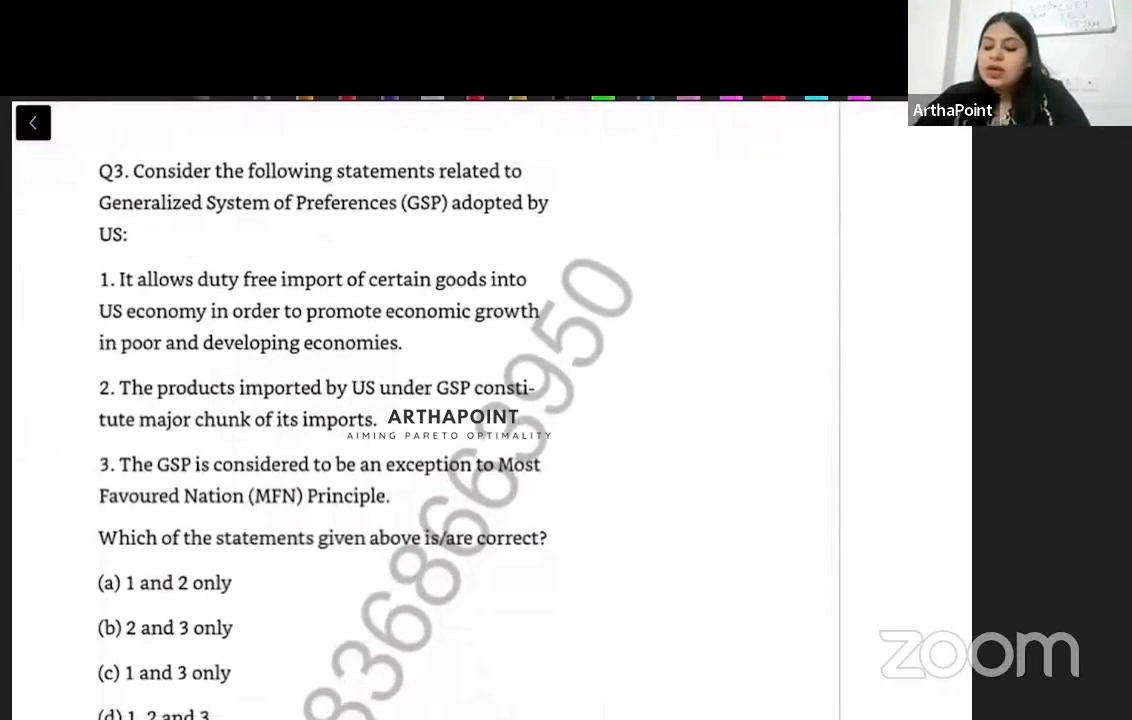 ArthaPoint
Q3. Consider the following statements related to
Generalized System of Preferences (GSP) adopted by
US:
1. It allows duty free import of certain goods into
US economy in order to promote economic growth
in poor and developing economies.
2. The products imported by US under GSP consti-
tute major chunk of its imports.
ARTHAPOINT
AIMING PARETO OPTIMALITY
3. The GSP is considered to be an exception to Most
Favoured Nation (MFN) Principle.
Which of the statements given above is/are correct?
(a) 1 and 2 only
(b) 2 and 3 only
(c) 1 and 3 only
(d) 1, 2 and 3
8368663950
zoom